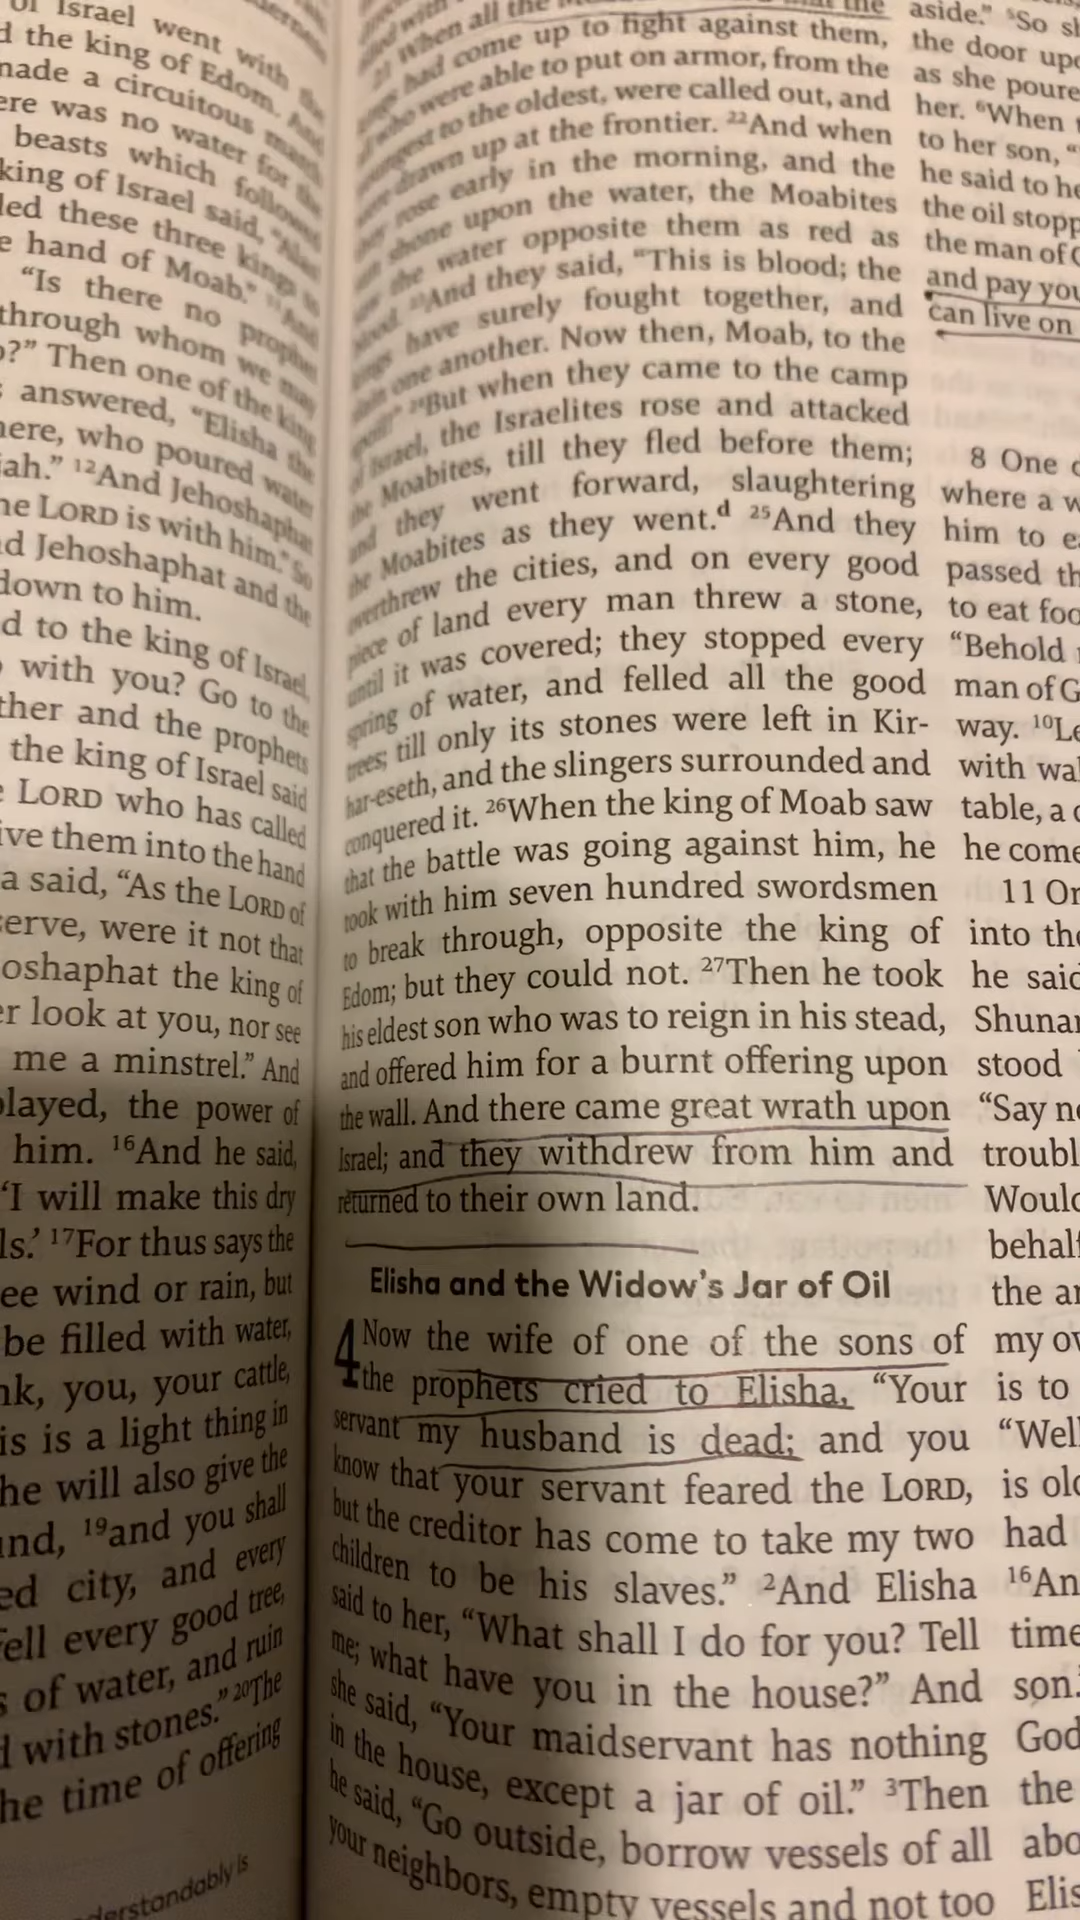 of Israel went with the
the king of Edom. And
made a circuitous march
ere was no water for the
beasts which followed
king of Israel said, "Alas
led these three kings to
e hand of Moab." ¹¹And
"Is there no prophet
through whom we may
?" Then one of the king
answered, "Elisha the
here, who poured water
jah." ¹²And Jehoshaphat
he LORD is with him." So
d Jehoshaphat and the
down to him.
d to the king of Israel,
with you? Go to the
ther and the prophets
the king of Israel said
LORD who has called
ive them into the hand
a said, "As the LORD of
serve, were it not that
oshaphat the king of
er look at you, nor see
me a minstrel." And
played, the power of
him. ¹⁶And he said,
'I will make this dry
ls.' ¹⁷For thus says the
ee wind or rain, but
be filled with water,
nk, you, your cattle,
is is a light thing in
he will also give the
and, ¹⁹and you shall
ed city, and every
fell every good tree,
s of water, and ruin
d with stones." ²⁰The
he time of offering
derstandably is
When all the
had come up to fight against them,
who were able to put on armor, from the
youngest to the oldest, were called out, and
were drawn up at the frontier. ²²And when
they rose early in the morning, and the
sun shone upon the water, the Moabites
saw the water opposite them as red as
blood. ²³And they said, "This is blood; the
kings have surely fought together, and
slain one another. Now then, Moab, to the
spoil!" ²⁴But when they came to the camp
of Israel, the Israelites rose and attacked
the Moabites, till they fled before them;
and they went forward, slaughtering
the Moabites as they went.ᵈ ²⁵And they
overthrew the cities, and on every good
piece of land every man threw a stone,
until it was covered; they stopped every
spring of water, and felled all the good
trees; till only its stones were left in Kir-
har-eseth, and the slingers surrounded and
conquered it. ²⁶When the king of Moab saw
that the battle was going against him, he
took with him seven hundred swordsmen
to break through, opposite the king of
Edom; but they could not. ²⁷Then he took
his eldest son who was to reign in his stead,
and offered him for a burnt offering upon
the wall. And there came great wrath upon
Israel; and they withdrew from him and
returned to their own land.
Elisha and the Widow's Jar of Oil
4 Now the wife of one of the sons of
the prophets cried to Elisha, "Your
servant my husband is dead; and you
know that your servant feared the LORD,
but the creditor has come to take my two
children to be his slaves." ²And Elisha
said to her, "What shall I do for you? Tell
me; what have you in the house?" And
she said, "Your maidservant has nothing
in the house, except a jar of oil." ³Then
he said, "Go outside, borrow vessels of all
your neighbors, empty vessels and not too
aside." ⁵So s
the door upo
as she poure
her. ⁶When t
to her son, "
he said to he
the oil stopp
the man of G
and pay you
can live on
8 One d
where a w
him to e
passed th
to eat foo
"Behold
man of G
way. ¹⁰Le
with wal
table, a c
he come
11 On
into the
he said
Shunar
stood
"Say no
troubl
Would
behalf
the ar
my ow
is to
"Well
is old
had
¹⁶An
time
son."
God
the
abo
Elis